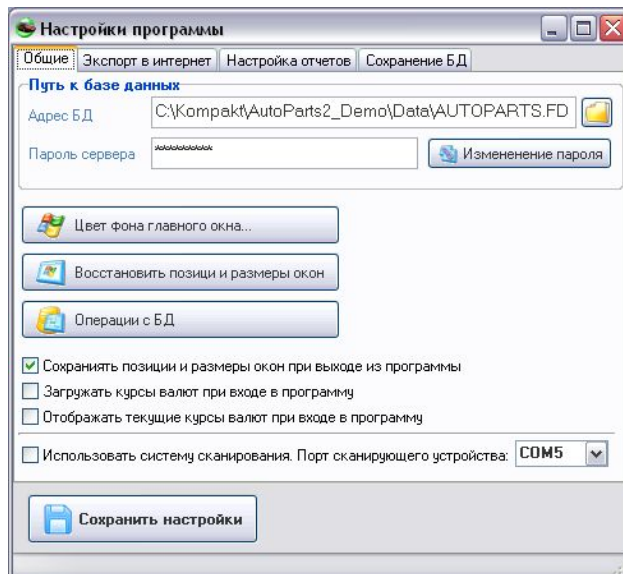 Настройки программы
Общие Экспорт в интернет Настройка отчетов Сохранение БД
Путь к базе данных
Адрес БД C:\Kompakt\AutoParts2_Demo\Data\AUTOPARTS.FD
Пароль сервера ********** Измененение пароля
Цвет фона главного окна...
Восстановить позици и размеры окон
Операции с БД
Сохраниять позиции и размеры окон при выходе из программы
Загружать курсы валют при входе в программу
Отображать текущие курсы валют при входе в программу
Использовать систему сканирования. Порт сканирующего устройства: COM5
Сохранить настройки